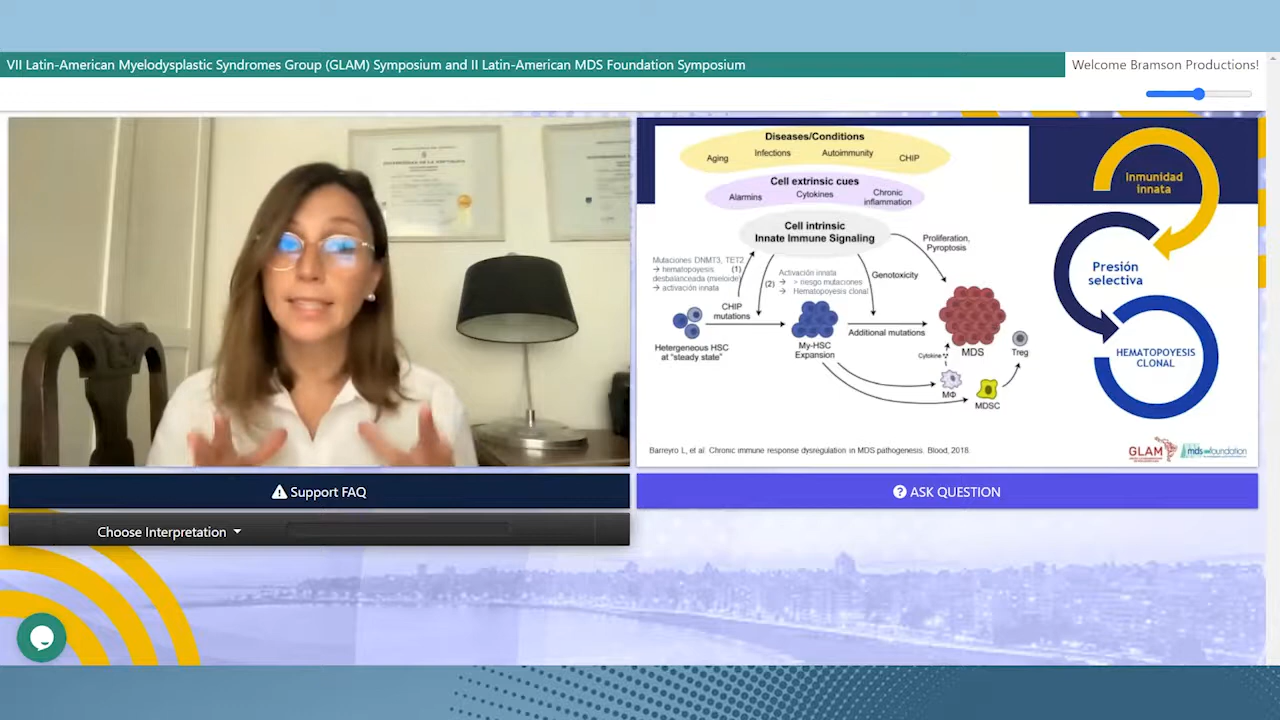 VII Latin-American Myelodysplastic Syndromes Group (GLAM) Symposium and II Latin-American MDS Foundation Symposium
Welcome Bramson Productions!
Diseases/Conditions
Aging
Infections
Autoimmunity
CHIP
Cell extrinsic cues
Alarmins
Cytokines
Chronic
inflammation
Cell intrinsic
Innate Immune Signaling
Proliferation,
Pyroptosis
Mutaciones DNMT3, TET2
→ hematopoyesis
desbalanceada (mieloide)
→ activación innata
(1)
(2)
Activación innata
→ > riesgo mutaciones
→ Hematopoyesis clonal
Genotoxicity
CHIP
mutations
Hetergeneous HSC
at "steady state"
My-HSC
Expansion
Additional mutations
Cytokine
MDS
Treg
MΦ
MDSC
Inmunidad
innata
Presión
selectiva
HEMATOPOYESIS
CLONAL
Barreyro L, et al. Chronic immune response dysregulation in MDS pathogenesis. Blood, 2018.
GLAM
mds foundation
Support FAQ
ASK QUESTION
Choose Interpretation